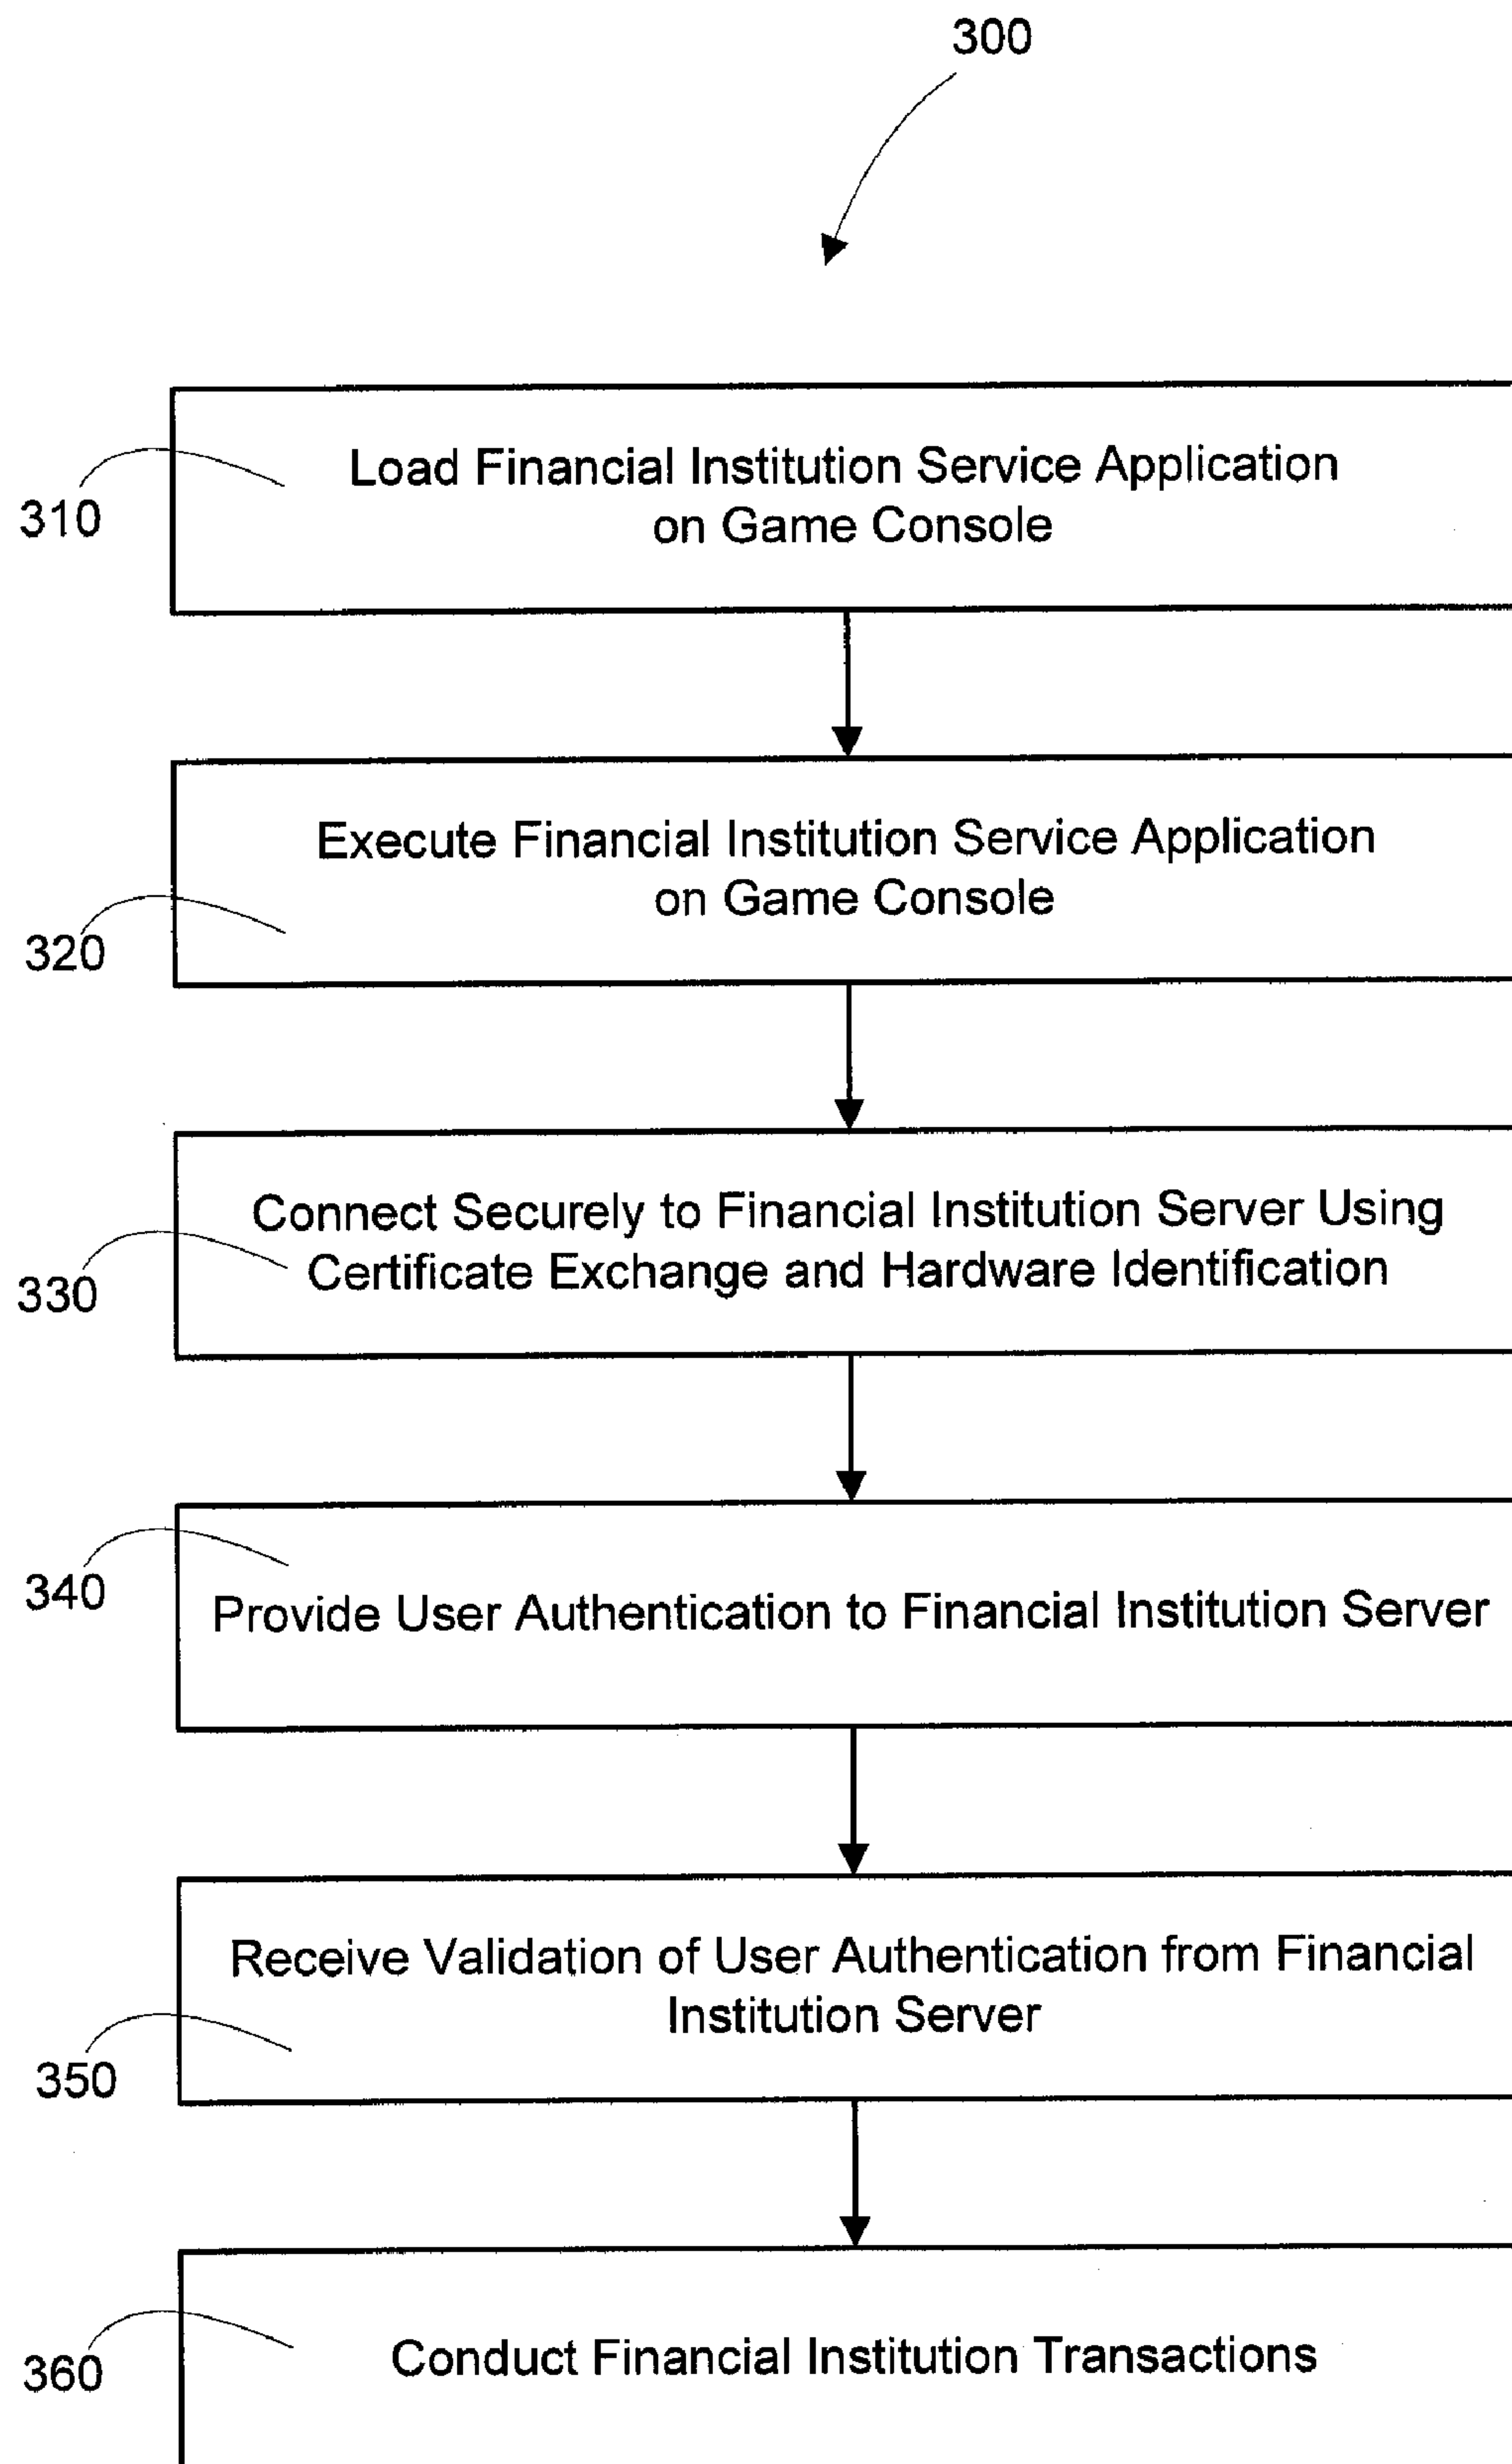 300
Load Financial Institution Service Application
on Game Console
310
Execute Financial Institution Service Application
on Game Console
320
Connect Securely to Financial Institution Server Using
Certificate Exchange and Hardware Identification
330
340
Provide User Authentication to Financial Institution Server
Receive Validation of User Authentication from Financial
Institution Server
350
Conduct Financial Institution Transactions
360